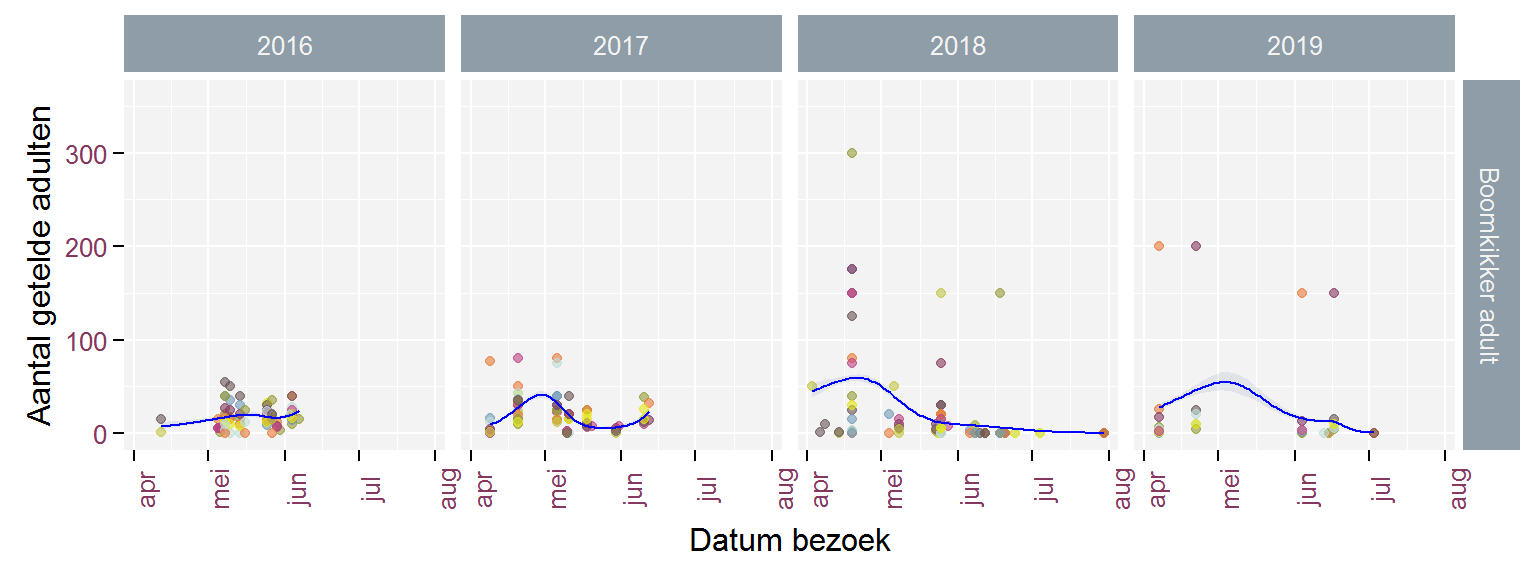 2016 2017 2018 2019
Aantal getelde adulten
300
200
100
0
Boomkikker adult
apr mei jun jul aug apr mei jun jul aug apr mei jun jul aug apr mei jun jul aug
Datum bezoek